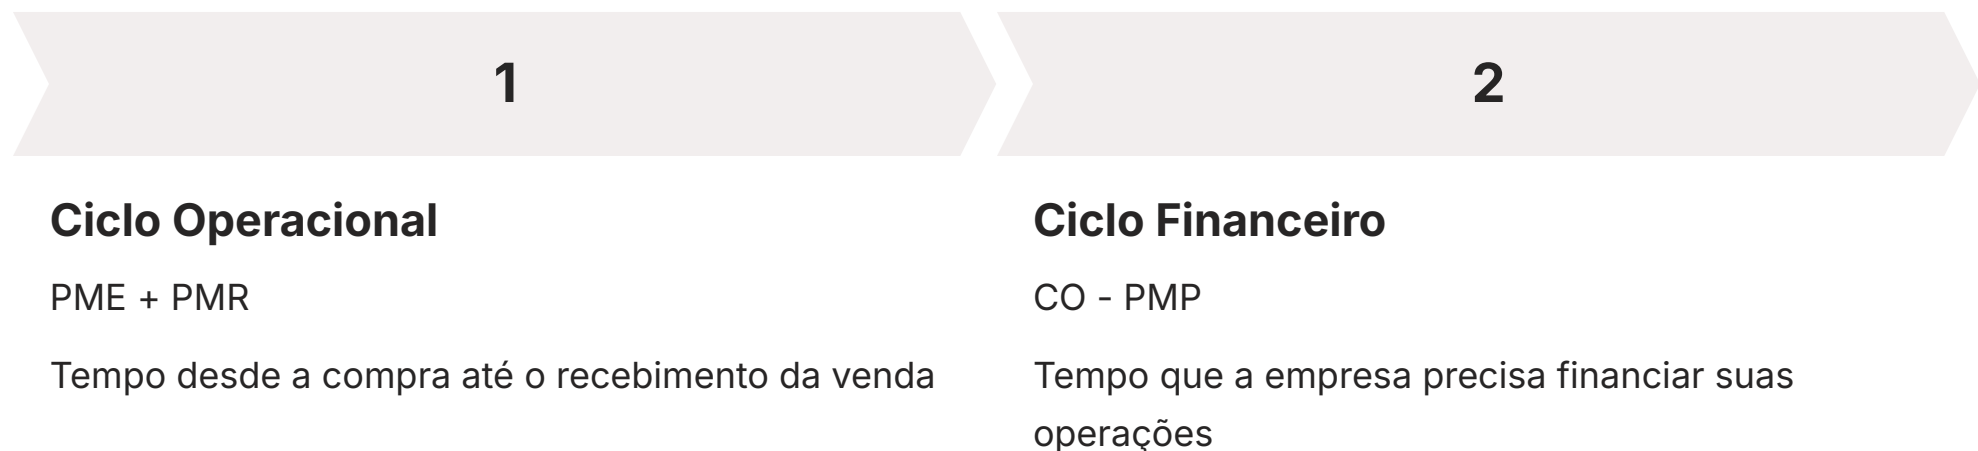 1
Ciclo Operacional
PME + PMR
Tempo desde a compra até o recebimento da venda
2
Ciclo Financeiro
CO - PMP
Tempo que a empresa precisa financiar suas
operações